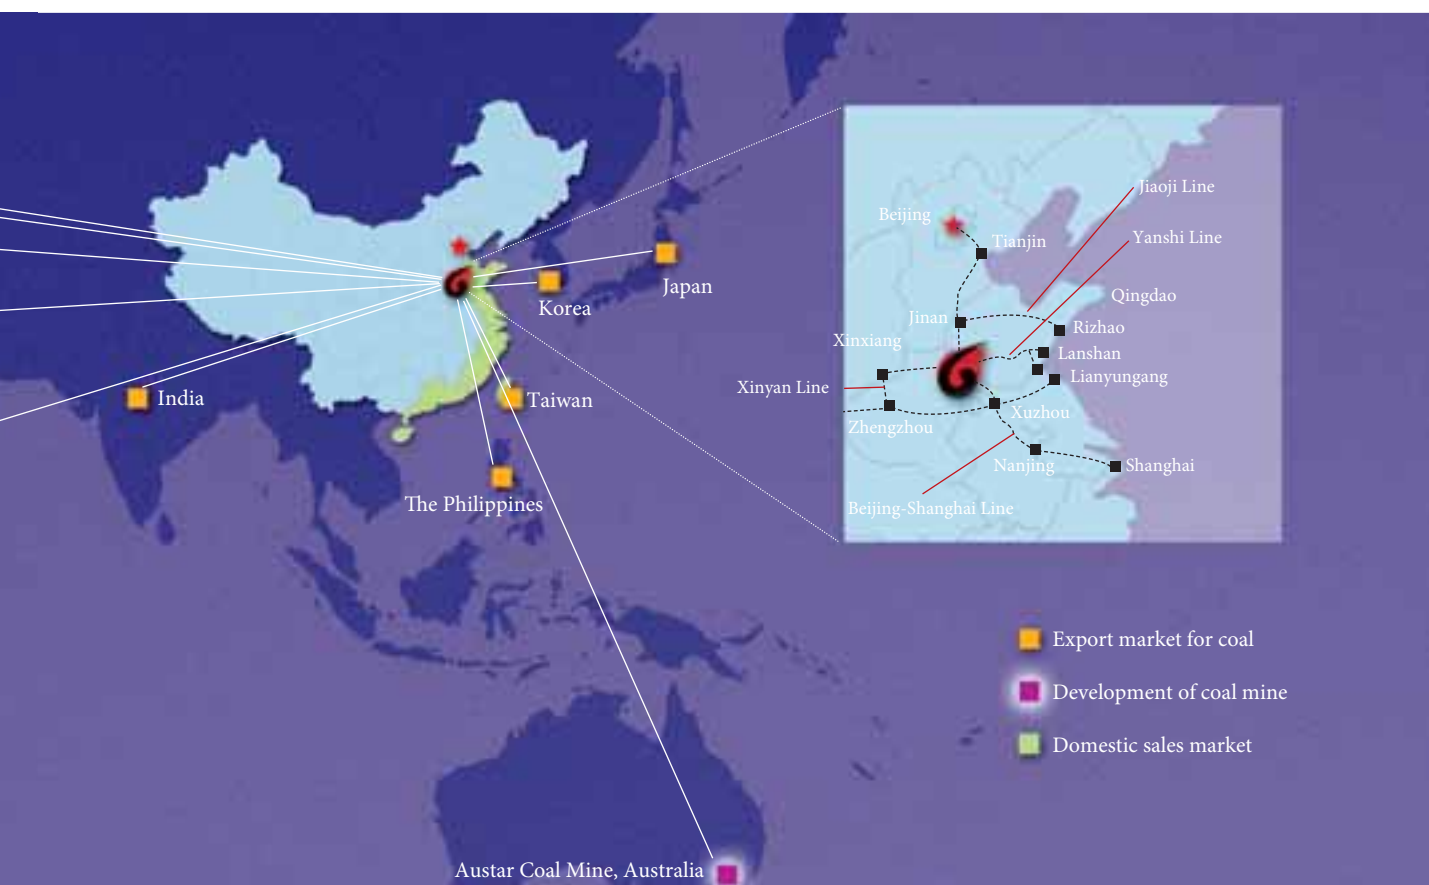 Jiaoji Line
Beijing
Yanshi Line
Tianjin
Japan
Korea
Qingdao
Jinan
Rizhao
Xinxiang
Lanshan
Lianyungang
Xinyan Line
India
Taiwan
Xuzhou
Zhengzhou
Nanjing
Shanghai
The Philippines
Beijing-Shanghai Line
Export market for coal
Development of coal mine
Domestic sales market
Austar Coal Mine, Australia